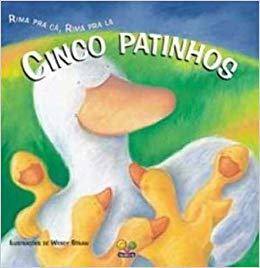 RIMA PRA CÁ, RIMA PRA LÁ
CINCO PATINHOS
ILUSTRAÇÕES DE WENDY STRAW